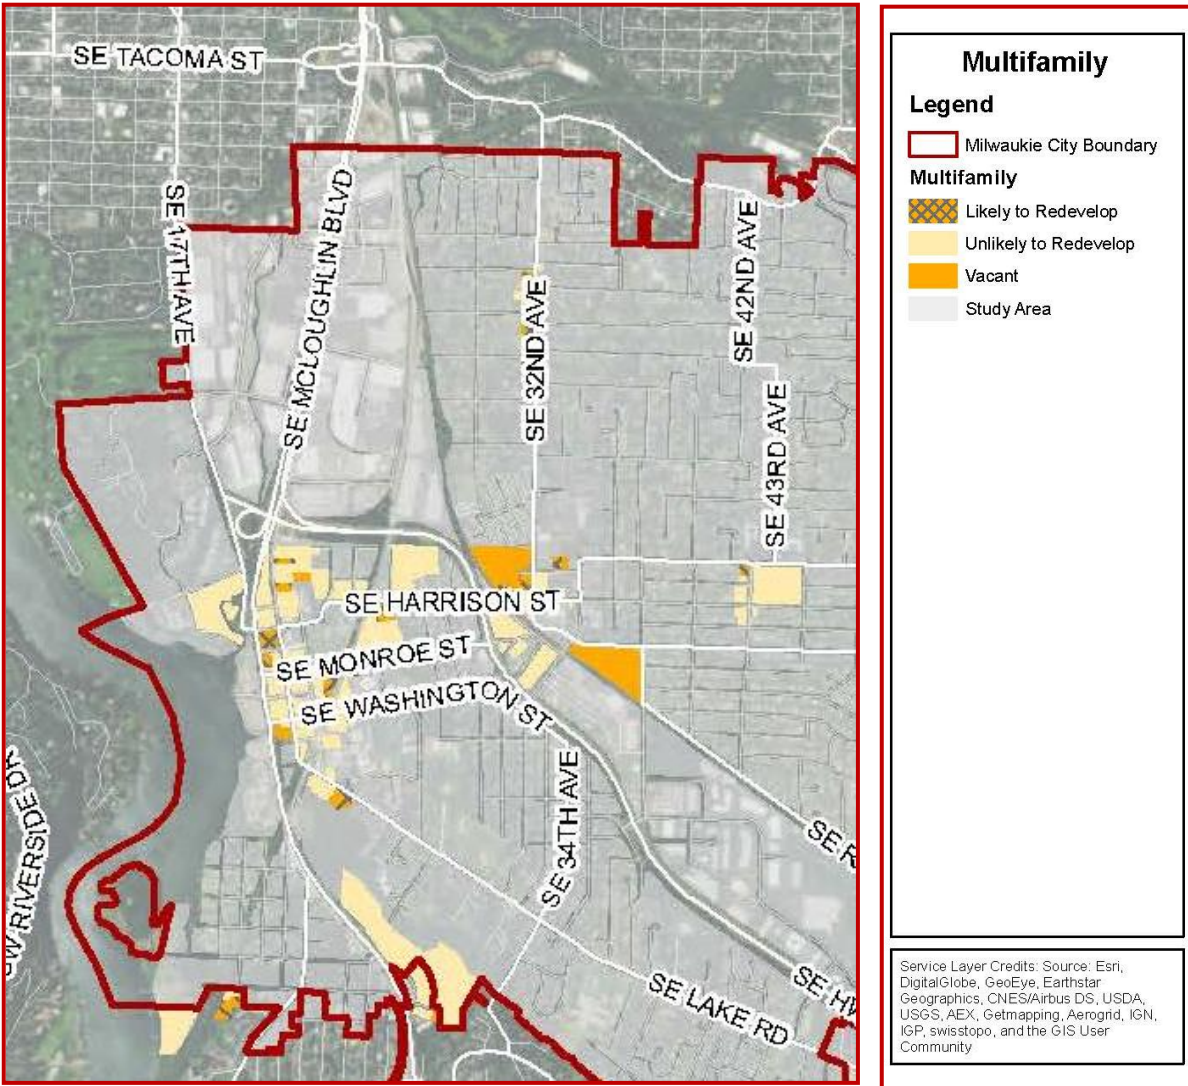 SE TACOMA ST
SE 17TH AVE
SE MCLOUGHLIN BLVD
SE 32ND AVE
SE 42ND AVE
SE 43RD AVE
SE HARRISON ST
SE MONROE ST
SE WASHINGTON ST
SE 34TH AVE
SW RIVERSIDE DR
SE R
SE LAKE RD
SE HW
Multifamily
Legend
Milwaukie City Boundary
Multifamily
Likely to Redevelop
Unlikely to Redevelop
Vacant
Study Area
Service Layer Credits: Source: Esri,
DigitalGlobe, GeoEye, Earthstar
Geographics, CNES/Airbus DS, USDA,
USGS, AEX, Getmapping, Aerogrid, IGN,
IGP, swisstopo, and the GIS User
Community